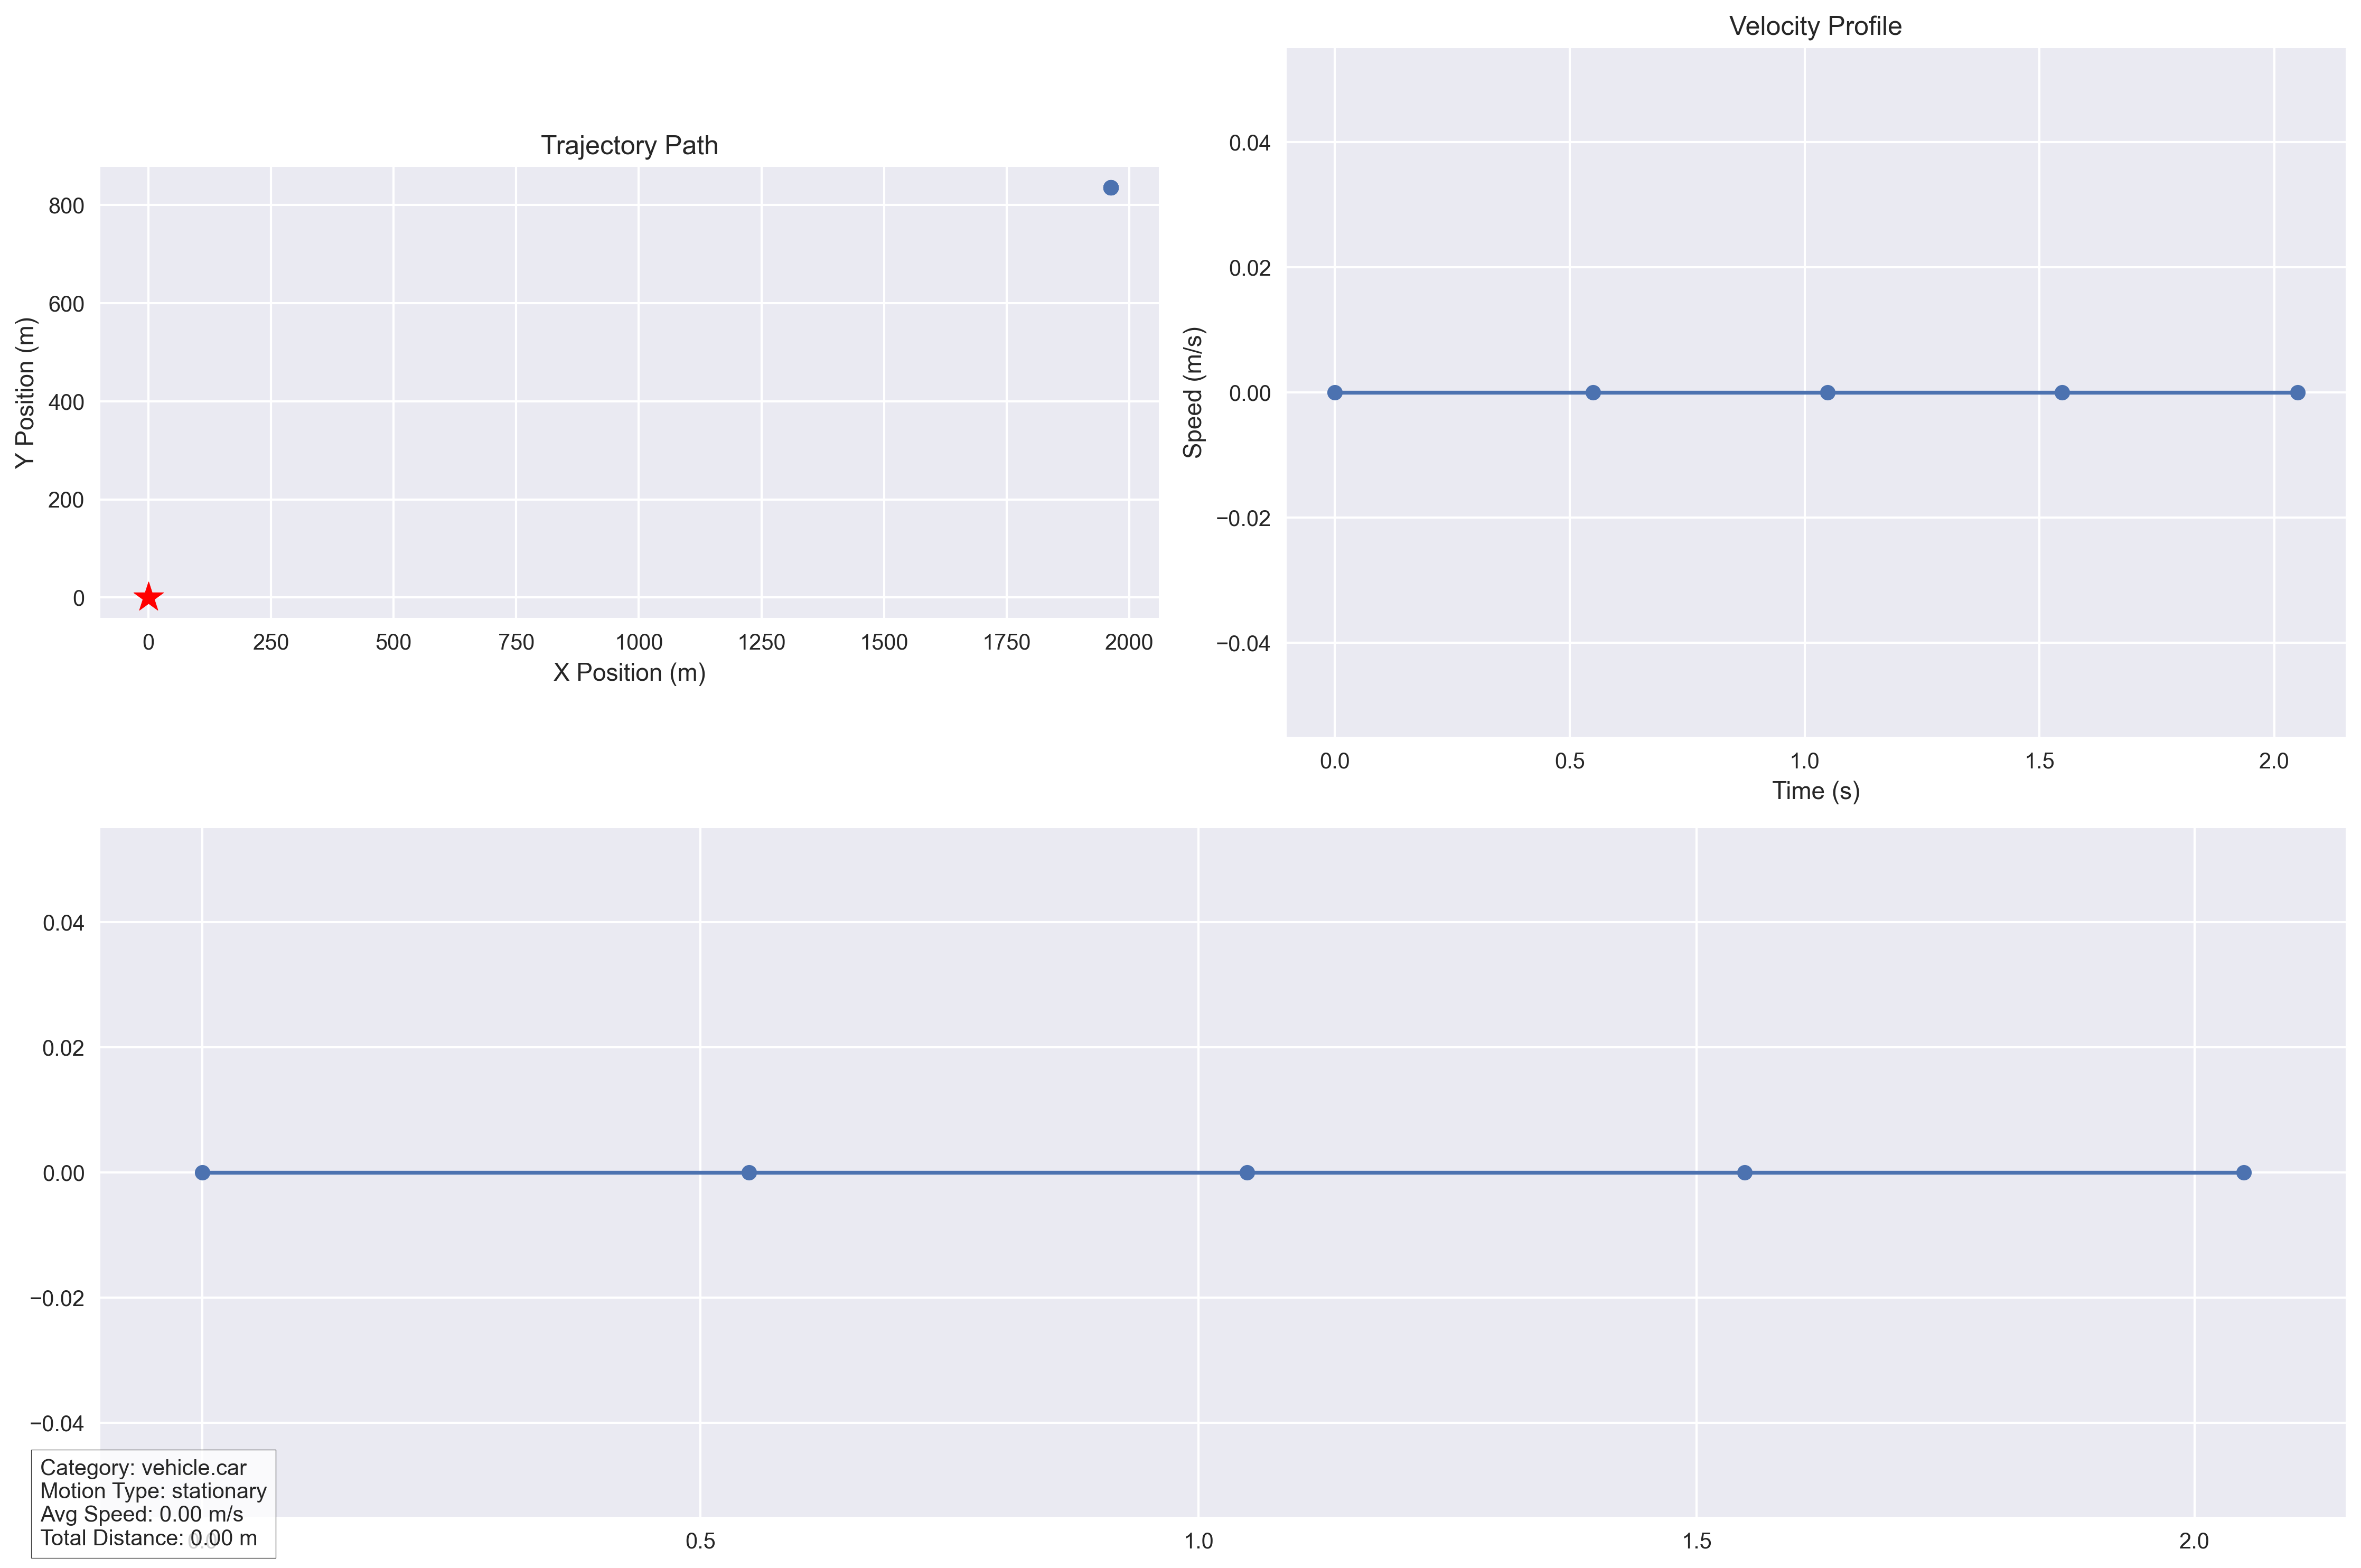 Trajectory Path
Y Position (m)
800
600
400
200
0
0 250 500 750 1000 1250 1500 1750 2000
X Position (m)
Velocity Profile
Speed (m/s)
0.04
0.02
0.00
−0.02
−0.04
0.0 0.5 1.0 1.5 2.0
Time (s)
0.04
0.02
0.00
−0.02
−0.04
0.0 0.5 1.0 1.5 2.0
Category: vehicle.car
Motion Type: stationary
Avg Speed: 0.00 m/s
Total Distance: 0.00 m